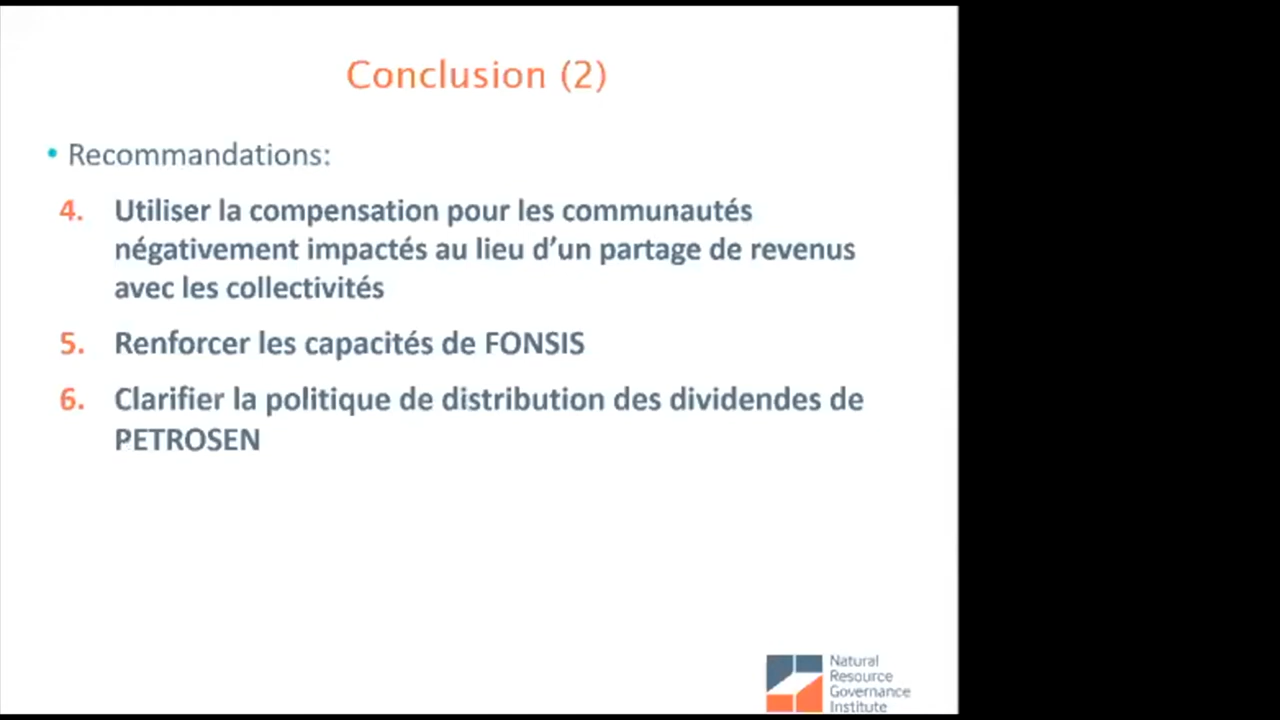 Conclusion (2)
• Recommandations:
4. Utiliser la compensation pour les communautés
négativement impactés au lieu d’un partage de revenus
avec les collectivités
5. Renforcer les capacités de FONSIS
6. Clarifier la politique de distribution des dividendes de
PETROSEN
Natural
Resource
Governance
Institute